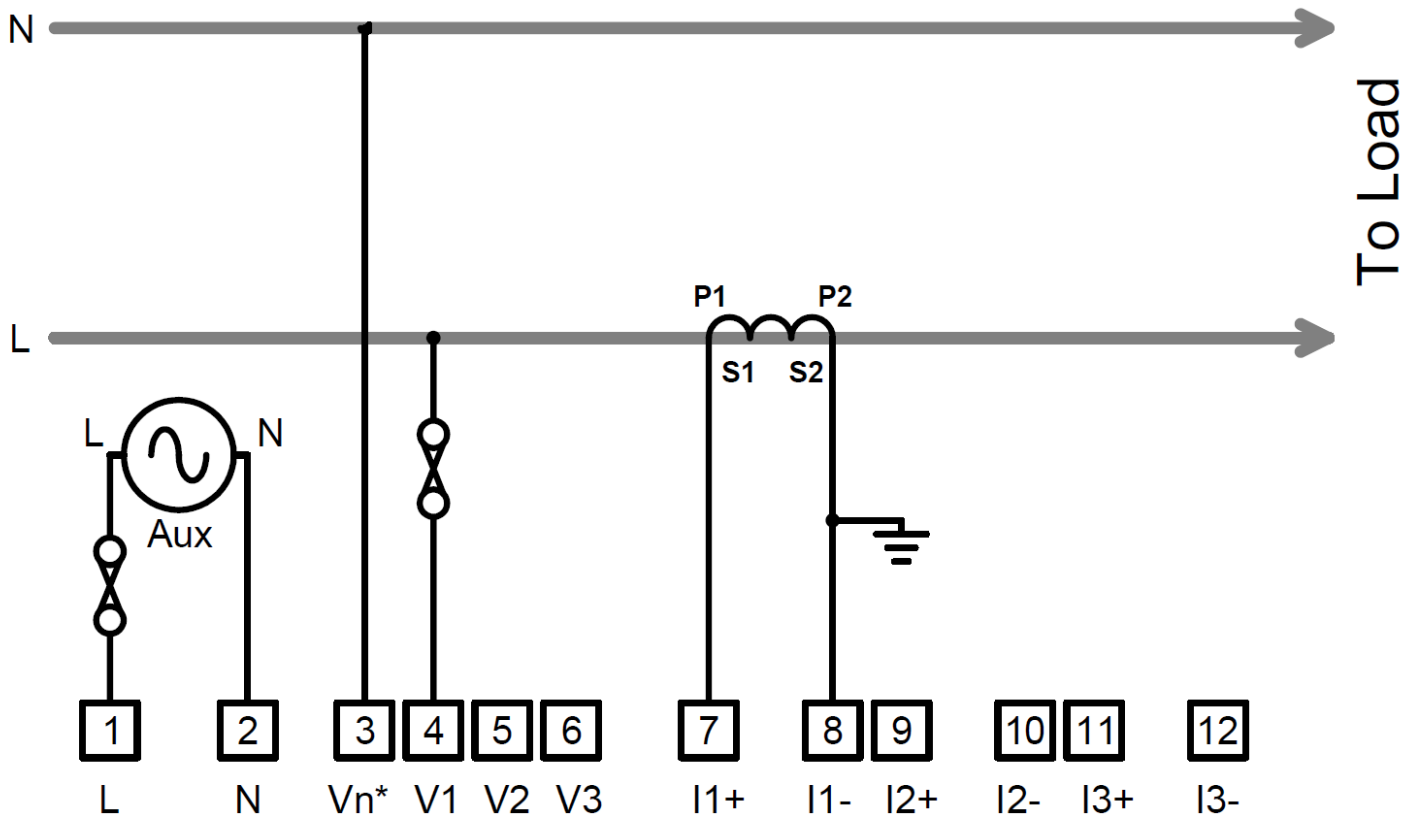 N
To Load
P1 P2
L
S1 S2
L N
Aux
1 2 3 4 5 6 7 8 9 10 11 12
L N Vn* V1 V2 V3 I1+ I1- I2+ I2- I3+ I3-